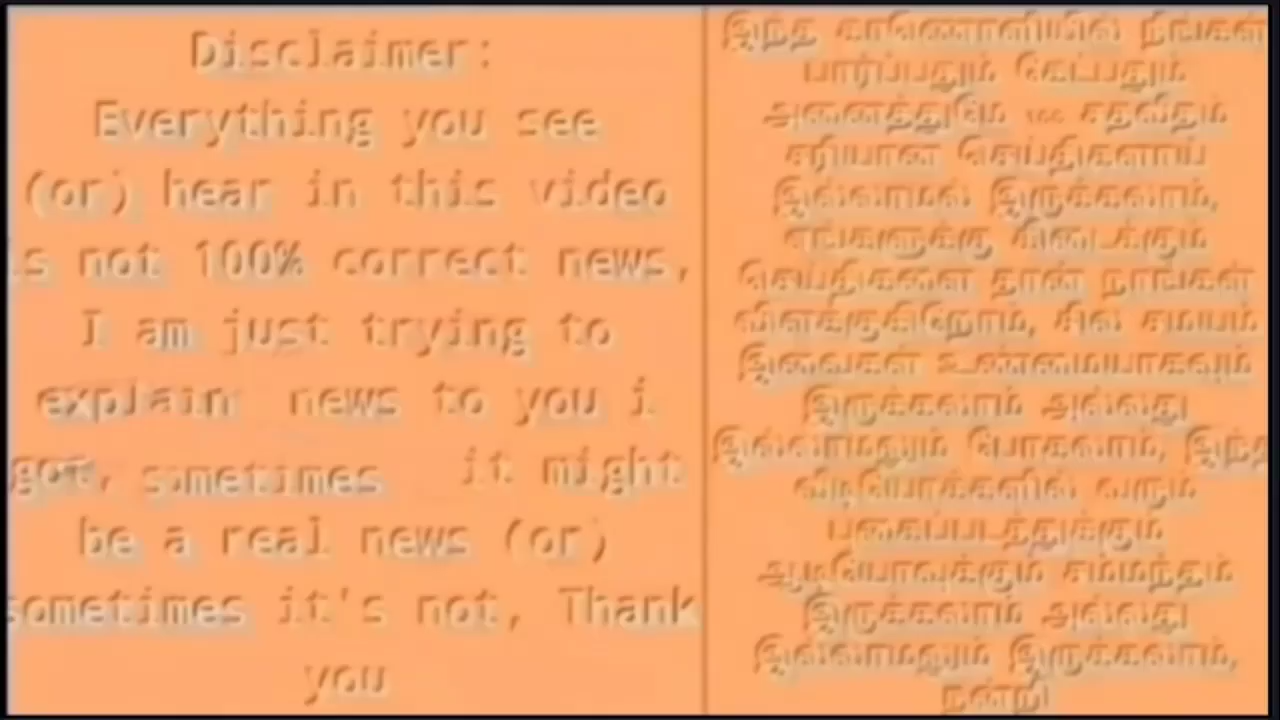 Disclaimer:
Everything you see
(or) hear in this video
is not 100% correct news,
I am just trying to
explain news to you i
got, sometimes it might
be a real news (or)
sometimes it's not, Thank
you
இந்த காணொளியில் நீங்கள்
பார்ப்பதும் கேட்பதும்
அனைத்துமே 100 சதவீதம்
சரியான செய்திகளாய்
இல்லாமல் இருக்கலாம்,
எங்களுக்கு கிடைக்கும்
செய்திகளை தான் நாங்கள்
விளக்குகிறோம், சில சமயம்
இவைகள் உண்மையாகவும்
இருக்கலாம் அல்லது
இல்லாமலும் போகலாம், இந்த
வீடியோக்களில் வரும்
புகைப்படத்துக்கும்
ஆடியோவுக்கும் சம்மந்தம்
இருக்கலாம் அல்லது
இல்லாமலும் இருக்கலாம்,
நன்றி